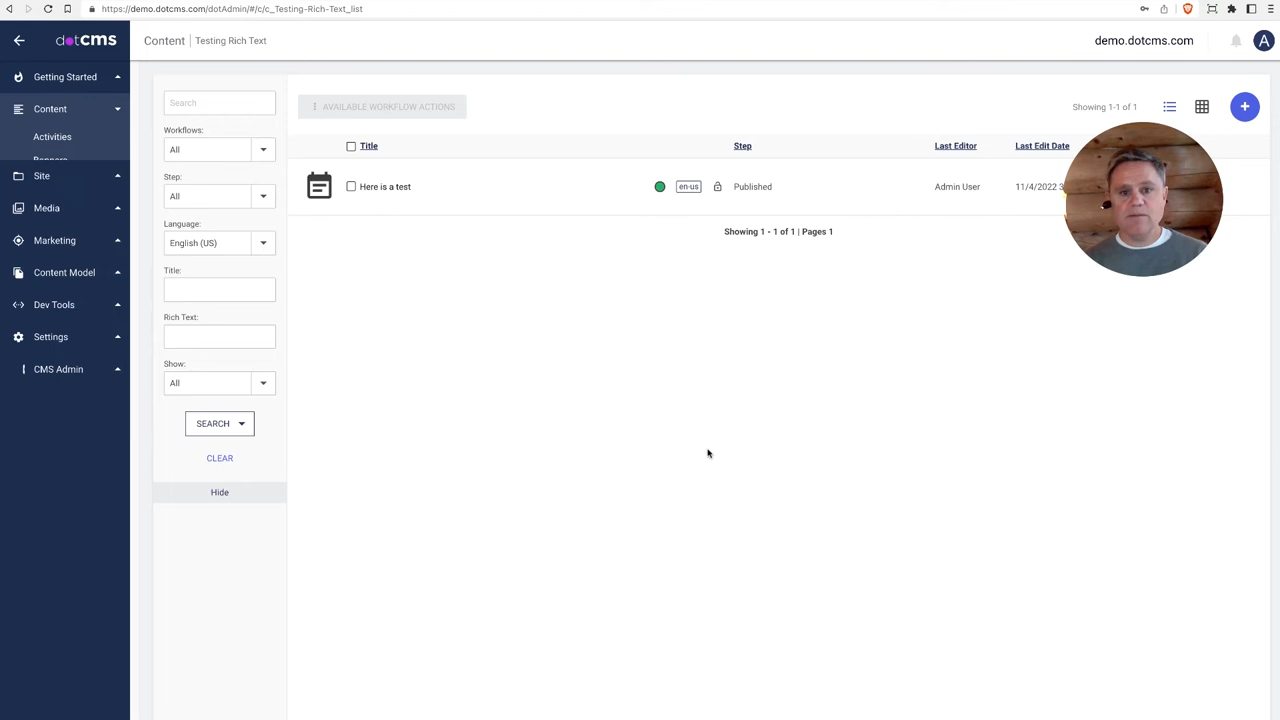 https://demo.dotcms.com/dotAdmin/#/c/c_Testing-Rich-Text_list
dotCMS
Content | Testing Rich Text
demo.dotcms.com
A
Getting Started
Content
Activities
Banners
Site
Media
Marketing
Content Model
Dev Tools
Settings
CMS Admin
Search
Workflows:
All
Step:
All
Language:
English (US)
Title:
Rich Text:
Show:
All
SEARCH
CLEAR
Hide
AVAILABLE WORKFLOW ACTIONS
Showing 1-1 of 1
+
Title Step Last Editor Last Edit Date
Here is a test en-us Published Admin User 11/4/2022 3
Showing 1 - 1 of 1 | Pages 1